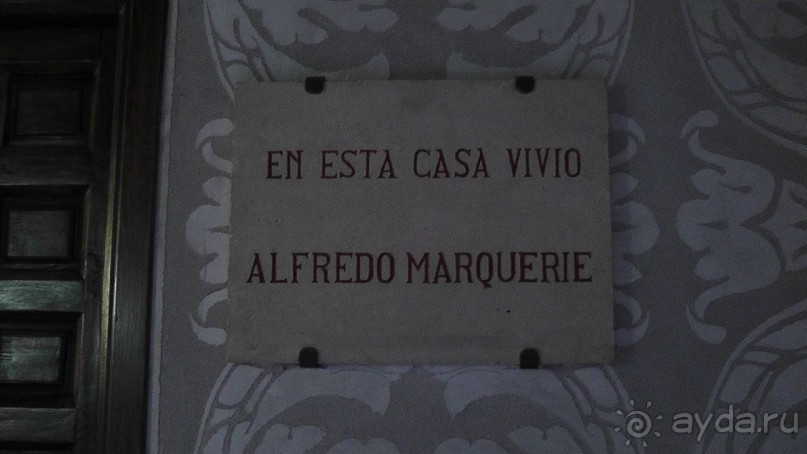 EN ESTA CASA VIVIO
ALFREDO MARQUERIE
ayda.ru